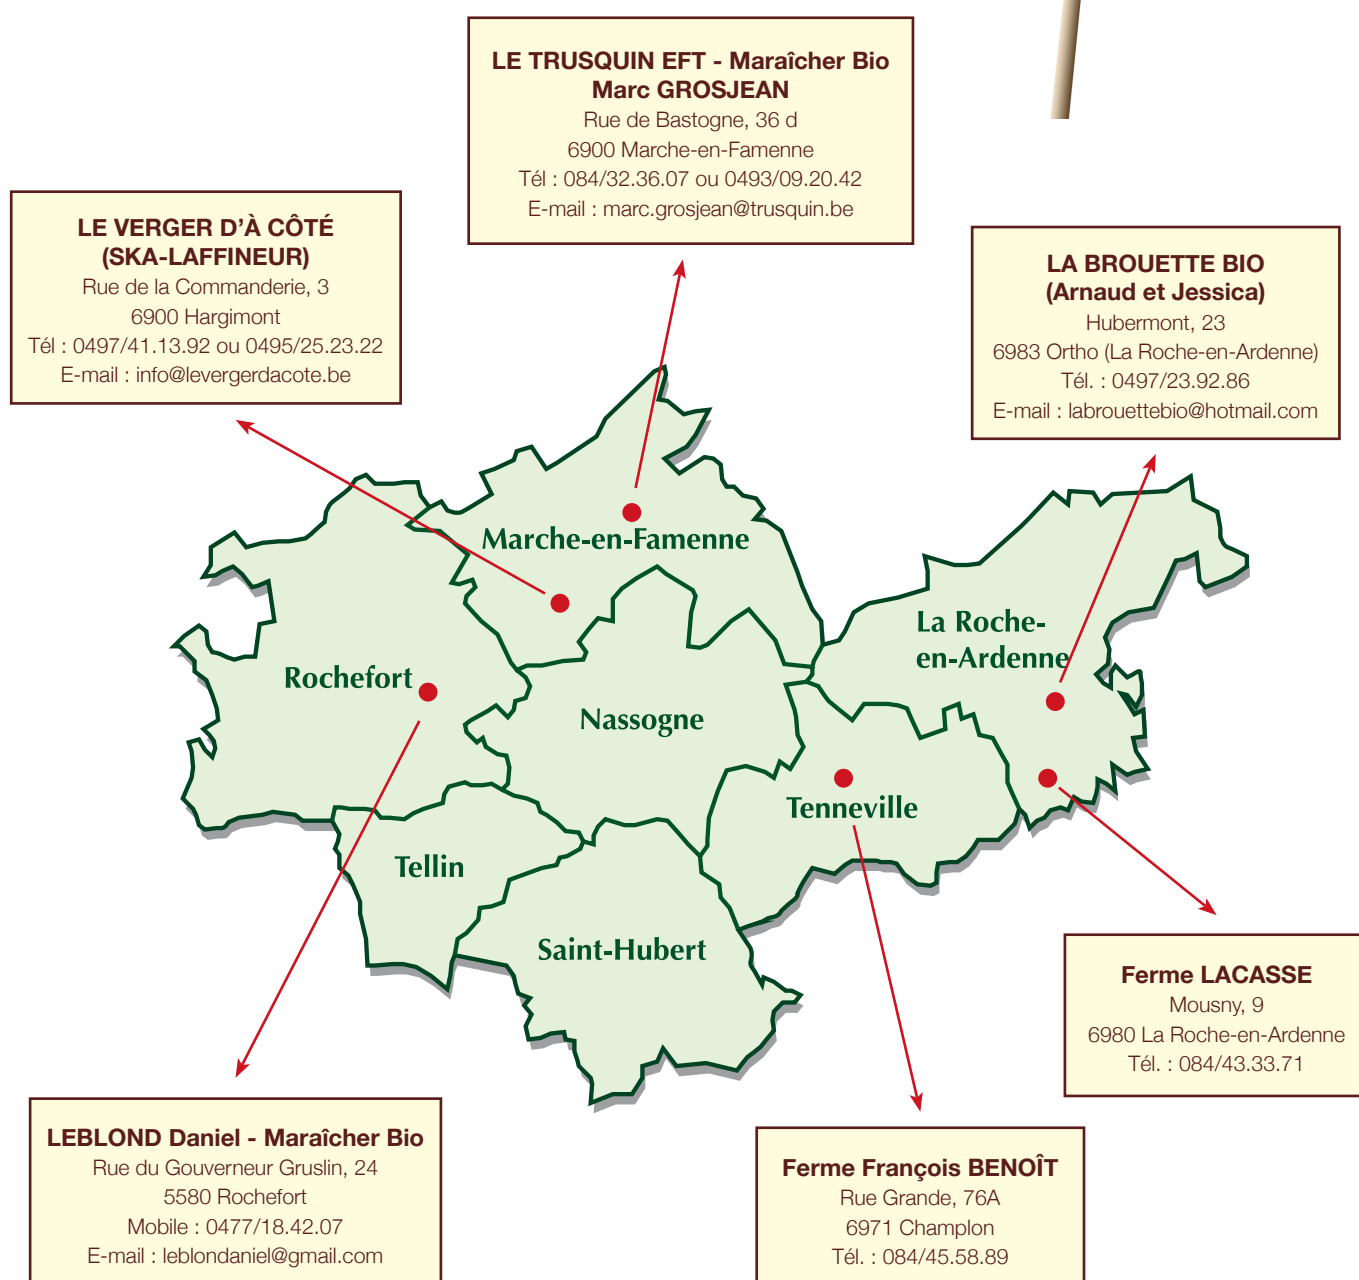 LE TRUSQUIN EFT - Maraîcher Bio
Marc GROSJEAN
Rue de Bastogne, 36 d
6900 Marche-en-Famenne
Tél : 084/32.36.07 ou 0493/09.20.42
E-mail : marc.grosjean@trusquin.be
LE VERGER D'À CÔTÉ
(SKA-LAFFINEUR)
Rue de la Commanderie, 3
6900 Hargimont
Tél : 0497/41.13.92 ou 0495/25.23.22
E-mail : info@levergerdacote.be
LA BROUETTE BIO
(Arnaud et Jessica)
Hubermont, 23
6983 Ortho (La Roche-en-Ardenne)
Tél. : 0497/23.92.86
E-mail : labrouettebio@hotmail.com
Marche-en-Famenne
La Roche-
en-Ardenne
Rochefort
Nassogne
Tenneville
Tellin
Saint-Hubert
Ferme LACASSE
Mousny, 9
6980 La Roche-en-Ardenne
Tél. : 084/43.33.71
LEBLOND Daniel - Maraîcher Bio
Rue du Gouverneur Gruslin, 24
5580 Rochefort
Mobile : 0477/18.42.07
E-mail : leblondaniel@gmail.com
Ferme François BENOÎT
Rue Grande, 76A
6971 Champlon
Tél. : 084/45.58.89